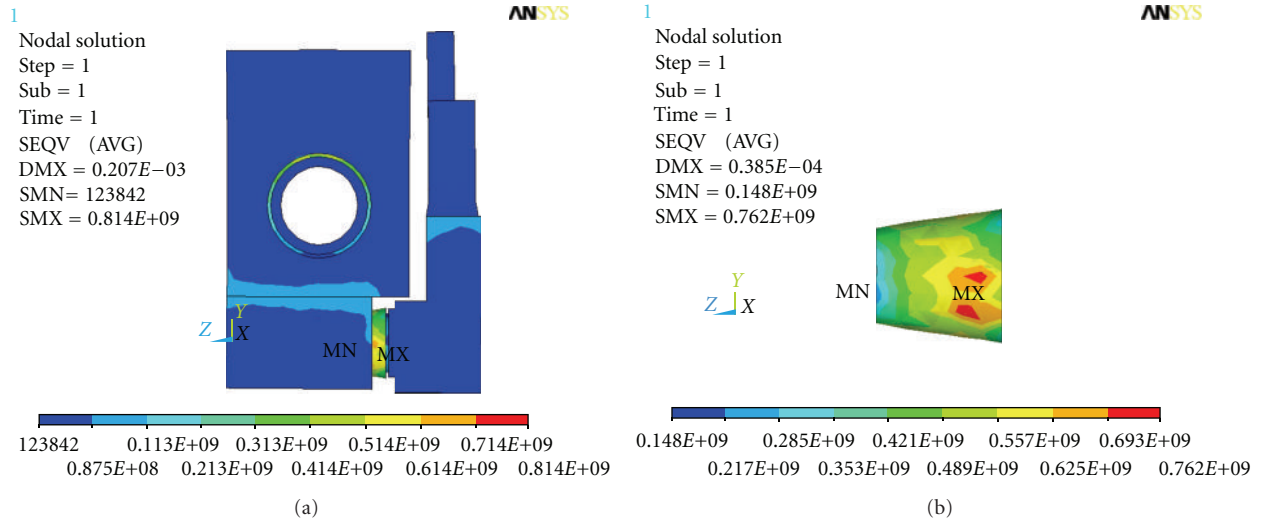 1
ANSYS
Nodal solution
Step = 1
Sub = 1
Time = 1
SEQV (AVG)
DMX = 0.207E−03
SMN= 123842
SMX = 0.814E+09
Y
Z
X
MN
MX
123842 0.113E+09 0.313E+09 0.514E+09 0.714E+09
0.875E+08 0.213E+09 0.414E+09 0.614E+09 0.814E+09
(a)
1
ANSYS
Nodal solution
Step = 1
Sub = 1
Time = 1
SEQV (AVG)
DMX = 0.385E−04
SMN = 0.148E+09
SMX = 0.762E+09
Y
Z
X
MN
MX
0.148E+09 0.285E+09 0.421E+09 0.557E+09 0.693E+09
0.217E+09 0.353E+09 0.489E+09 0.625E+09 0.762E+09
(b)